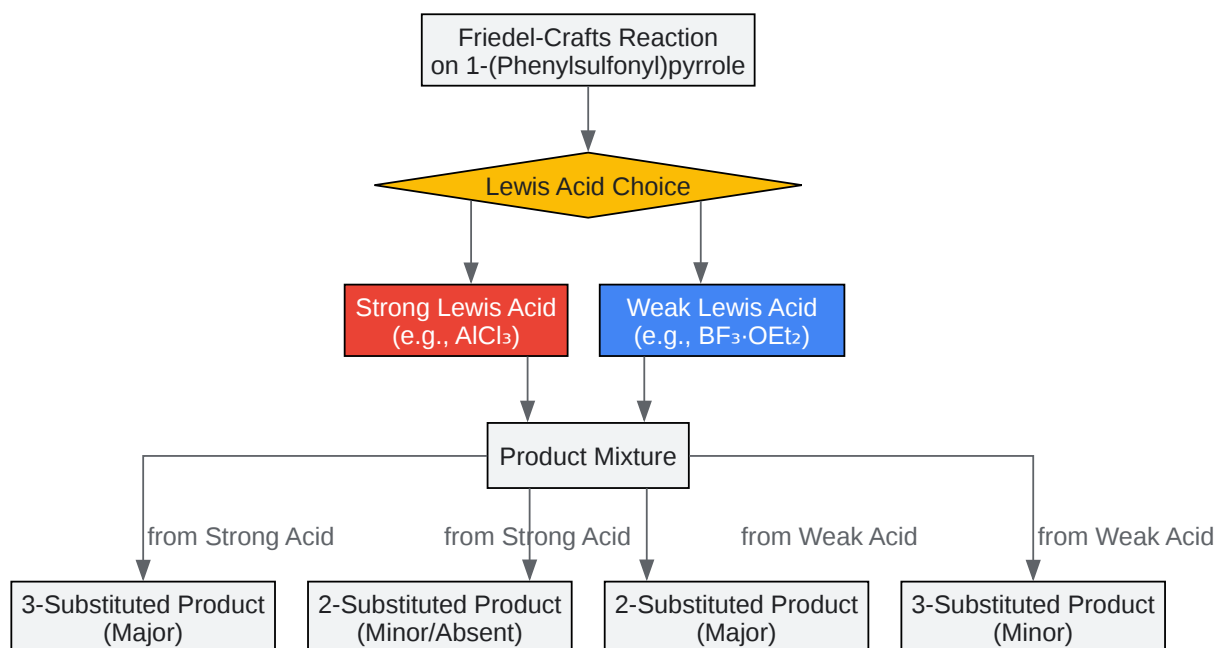 Friedel-Crafts Reaction
on 1-(Phenylsulfonyl)pyrrole
Lewis Acid Choice
Strong Lewis Acid
(e.g., AlCl₃)
Weak Lewis Acid
(e.g., BF₃·OEt₂)
Product Mixture
from Strong Acid
from Strong Acid
from Weak Acid
from Weak Acid
3-Substituted Product
(Major)
2-Substituted Product
(Minor/Absent)
2-Substituted Product
(Major)
3-Substituted Product
(Minor)